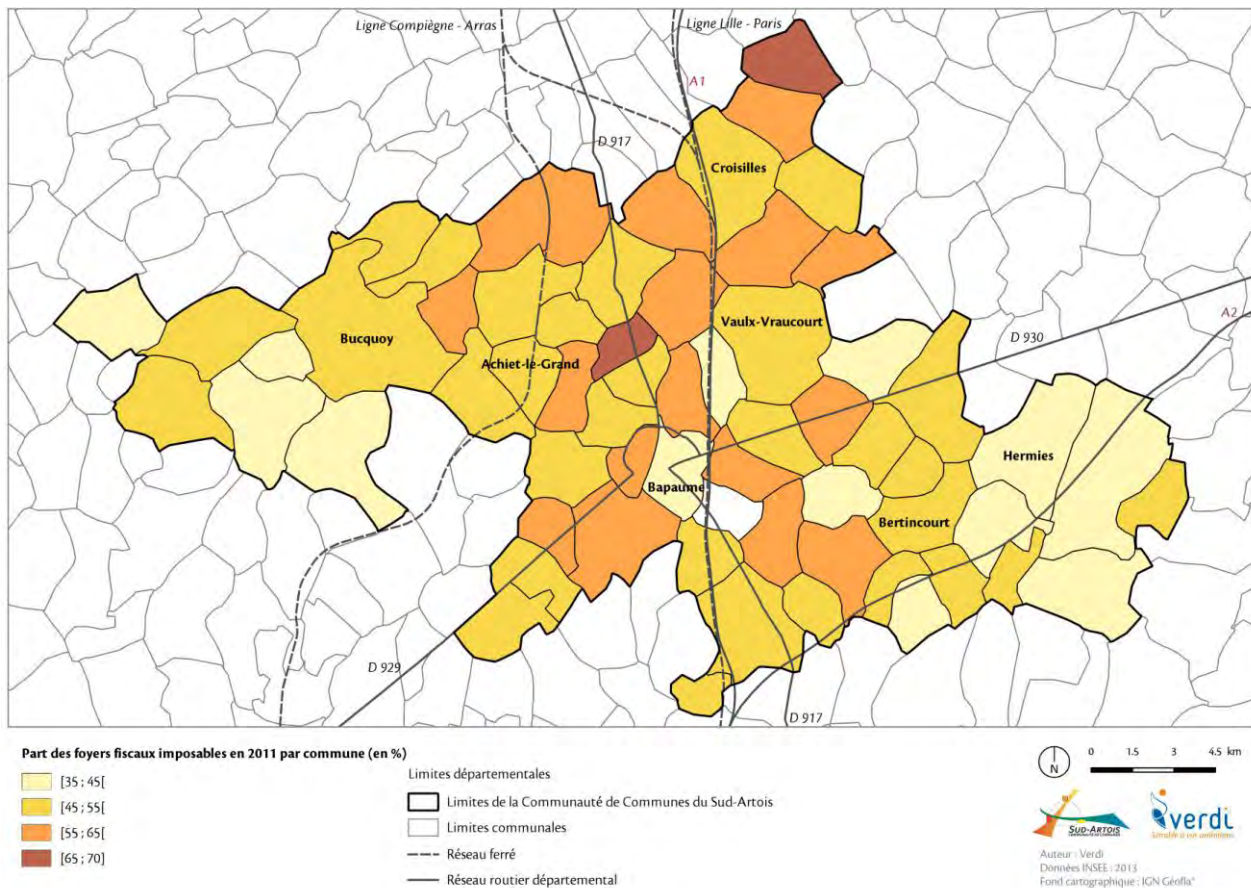 Ligne Compiègne - Arras
Ligne Lille - Paris
A1
D 917
Croisilles
Vaulx-Vraucourt
D 930
A2
Bucquoy
Achiet-le-Grand
Hermies
Bapaume
Bertincourt
D 929
D 917
Part des foyers fiscaux imposables en 2011 par commune (en %)
[35 ; 45[
[45 ; 55[
[55 ; 65[
[65 ; 70]
Limites départementales
Limites de la Communauté de Communes du Sud-Artois
Limites communales
Réseau ferré
Réseau routier départemental
N
0 1.5 3 4.5 km
SUD-ARTOIS
verdi
Auteur : Verdi
Données INSEE : 2013
Fond cartographique : IGN Géofla®